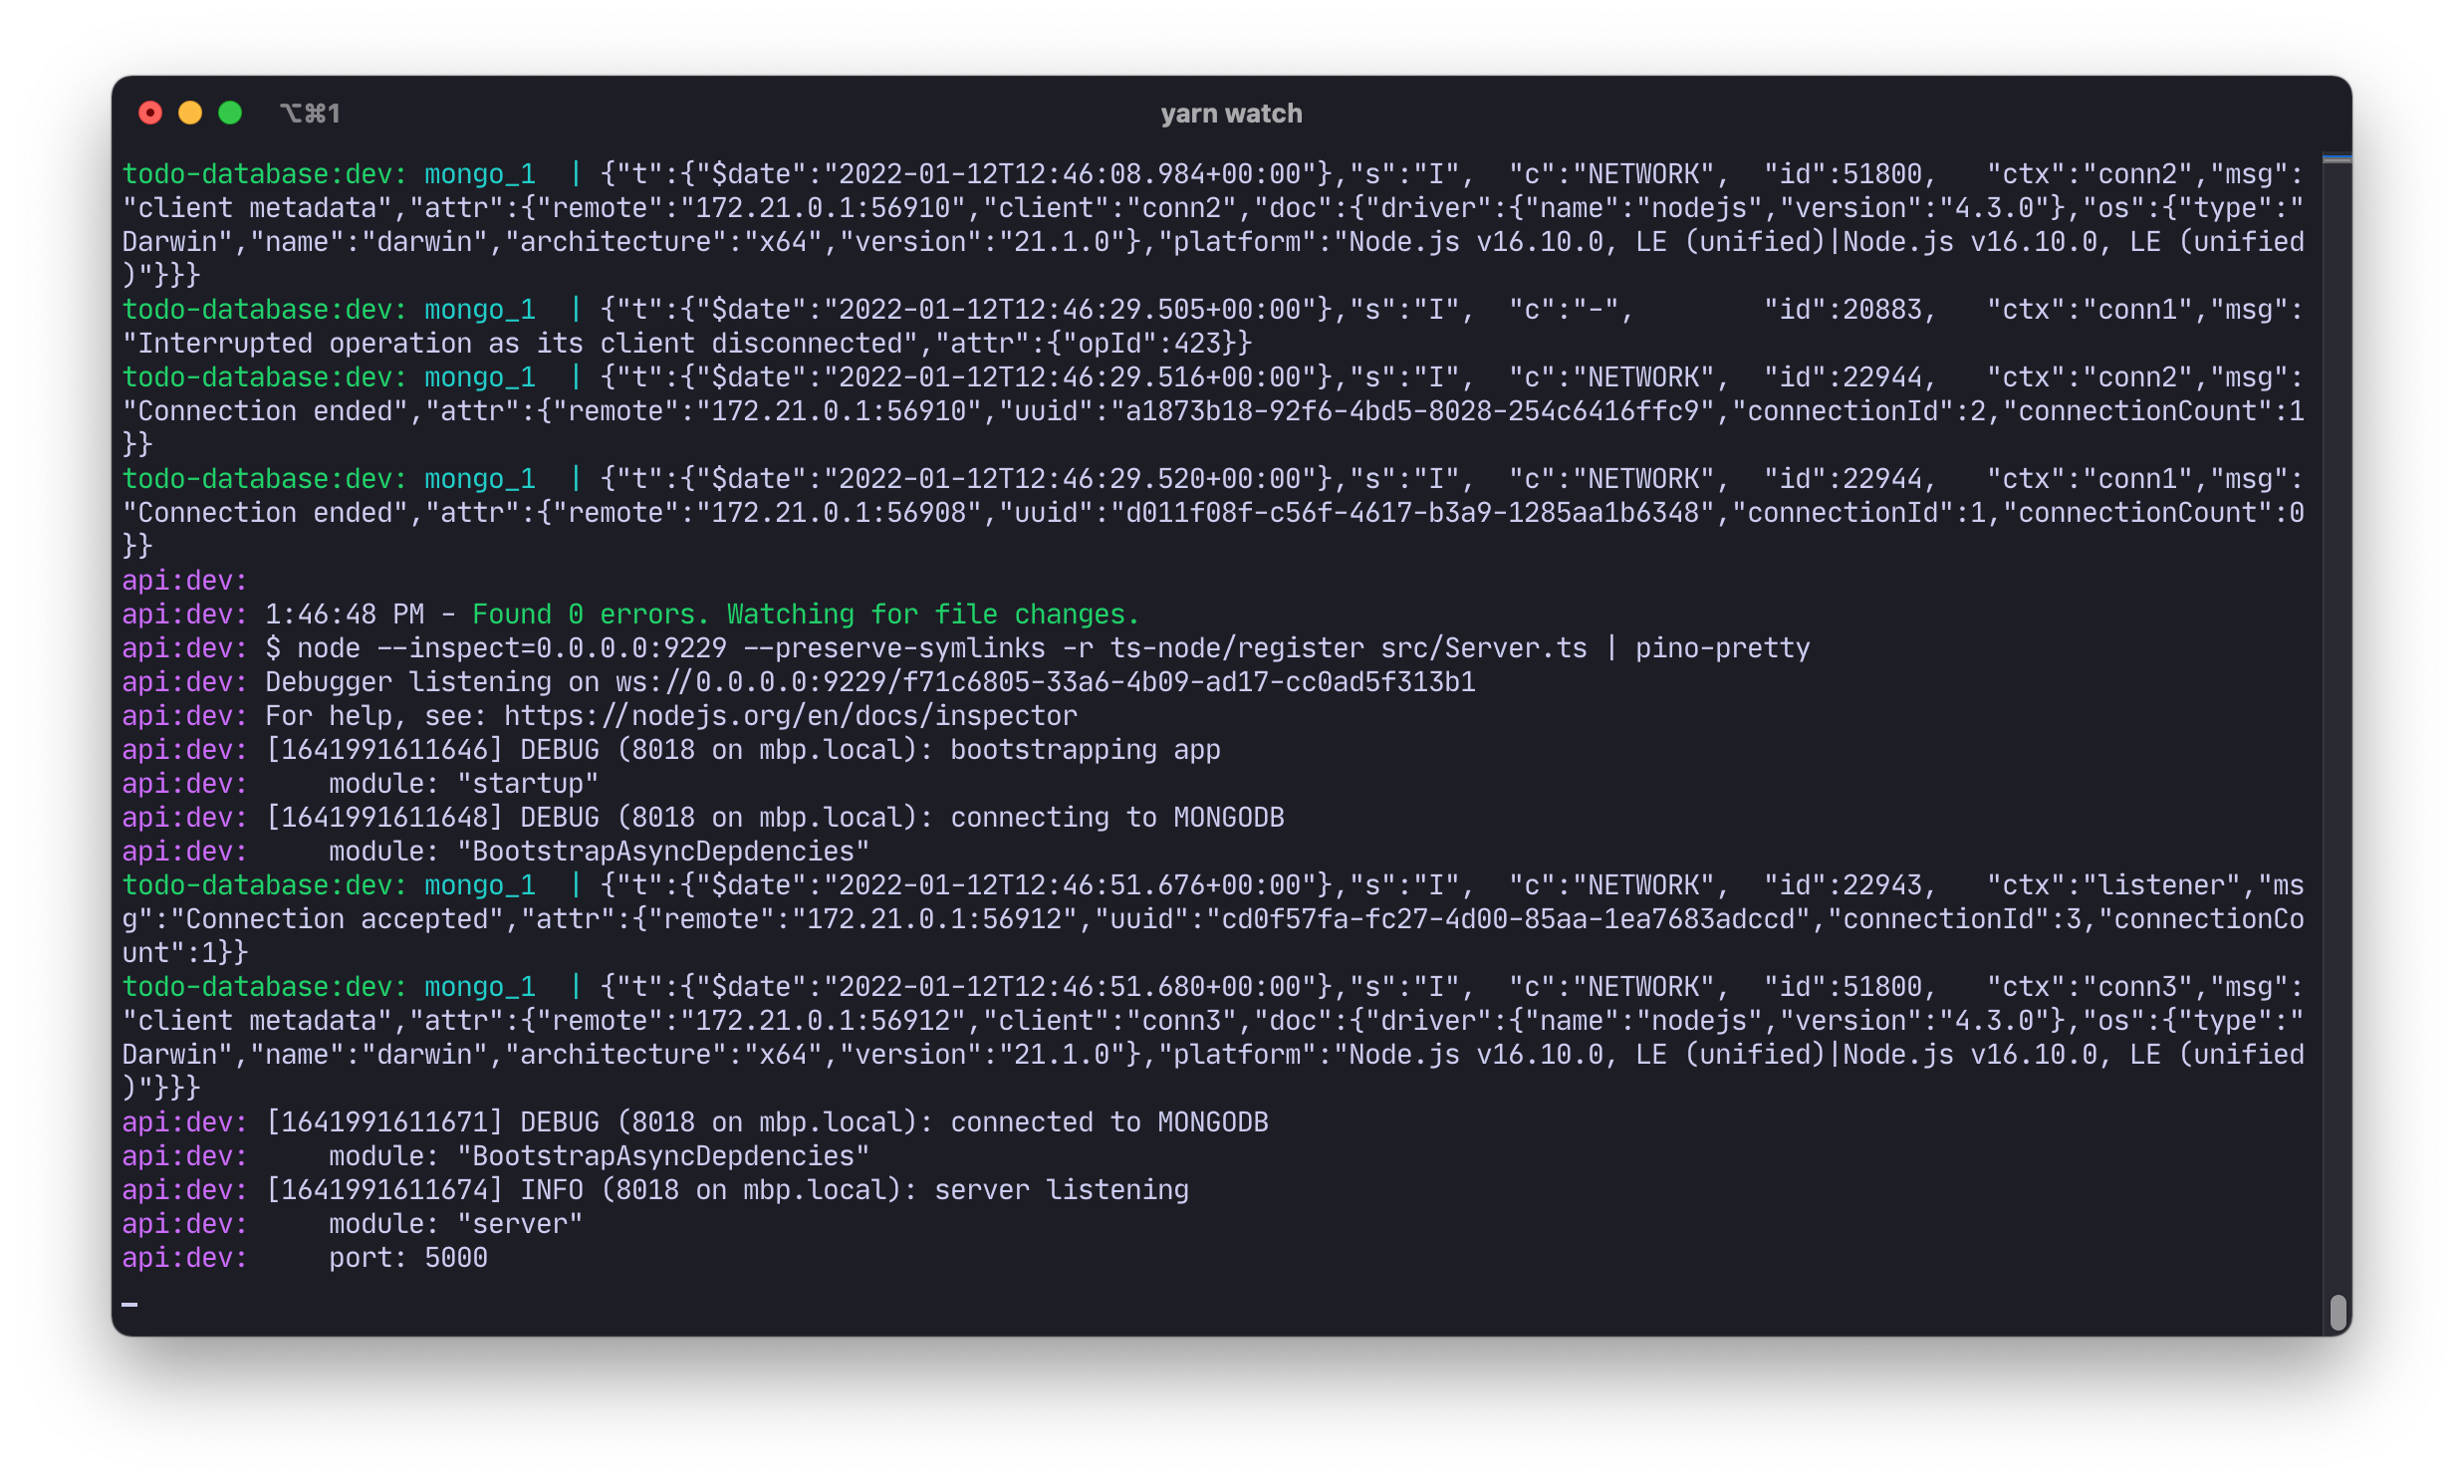 ⌥⌘1
yarn watch
todo-database:dev: mongo_1  | {"t":{"$date":"2022-01-12T12:46:08.984+00:00"},"s":"I",  "c":"NETWORK",  "id":51800,   "ctx":"conn2","msg":
"client metadata","attr":{"remote":"172.21.0.1:56910","client":"conn2","doc":{"driver":{"name":"nodejs","version":"4.3.0"},"os":{"type":"
Darwin","name":"darwin","architecture":"x64","version":"21.1.0"},"platform":"Node.js v16.10.0, LE (unified)|Node.js v16.10.0, LE (unified
)"}}}
todo-database:dev: mongo_1  | {"t":{"$date":"2022-01-12T12:46:29.505+00:00"},"s":"I",  "c":"-",        "id":20883,   "ctx":"conn1","msg":
"Interrupted operation as its client disconnected","attr":{"opId":423}}
todo-database:dev: mongo_1  | {"t":{"$date":"2022-01-12T12:46:29.516+00:00"},"s":"I",  "c":"NETWORK",  "id":22944,   "ctx":"conn2","msg":
"Connection ended","attr":{"remote":"172.21.0.1:56910","uuid":"a1873b18-92f6-4bd5-8028-254c6416ffc9","connectionId":2,"connectionCount":1
}}
todo-database:dev: mongo_1  | {"t":{"$date":"2022-01-12T12:46:29.520+00:00"},"s":"I",  "c":"NETWORK",  "id":22944,   "ctx":"conn1","msg":
"Connection ended","attr":{"remote":"172.21.0.1:56908","uuid":"d011f08f-c56f-4617-b3a9-1285aa1b6348","connectionId":1,"connectionCount":0
}}
api:dev:
api:dev: 1:46:48 PM - Found 0 errors. Watching for file changes.
api:dev: $ node --inspect=0.0.0.0:9229 --preserve-symlinks -r ts-node/register src/Server.ts | pino-pretty
api:dev: Debugger listening on ws://0.0.0.0:9229/f71c6805-33a6-4b09-ad17-cc0ad5f313b1
api:dev: For help, see: https://nodejs.org/en/docs/inspector
api:dev: [1641991611646] DEBUG (8018 on mbp.local): bootstrapping app
api:dev:     module: "startup"
api:dev: [1641991611648] DEBUG (8018 on mbp.local): connecting to MONGODB
api:dev:     module: "BootstrapAsyncDepdencies"
todo-database:dev: mongo_1  | {"t":{"$date":"2022-01-12T12:46:51.676+00:00"},"s":"I",  "c":"NETWORK",  "id":22943,   "ctx":"listener","ms
g":"Connection accepted","attr":{"remote":"172.21.0.1:56912","uuid":"cd0f57fa-fc27-4d00-85aa-1ea7683adccd","connectionId":3,"connectionCo
unt":1}}
todo-database:dev: mongo_1  | {"t":{"$date":"2022-01-12T12:46:51.680+00:00"},"s":"I",  "c":"NETWORK",  "id":51800,   "ctx":"conn3","msg":
"client metadata","attr":{"remote":"172.21.0.1:56912","client":"conn3","doc":{"driver":{"name":"nodejs","version":"4.3.0"},"os":{"type":"
Darwin","name":"darwin","architecture":"x64","version":"21.1.0"},"platform":"Node.js v16.10.0, LE (unified)|Node.js v16.10.0, LE (unified
)"}}}
api:dev: [1641991611671] DEBUG (8018 on mbp.local): connected to MONGODB
api:dev:     module: "BootstrapAsyncDepdencies"
api:dev: [1641991611674] INFO (8018 on mbp.local): server listening
api:dev:     module: "server"
api:dev:     port: 5000